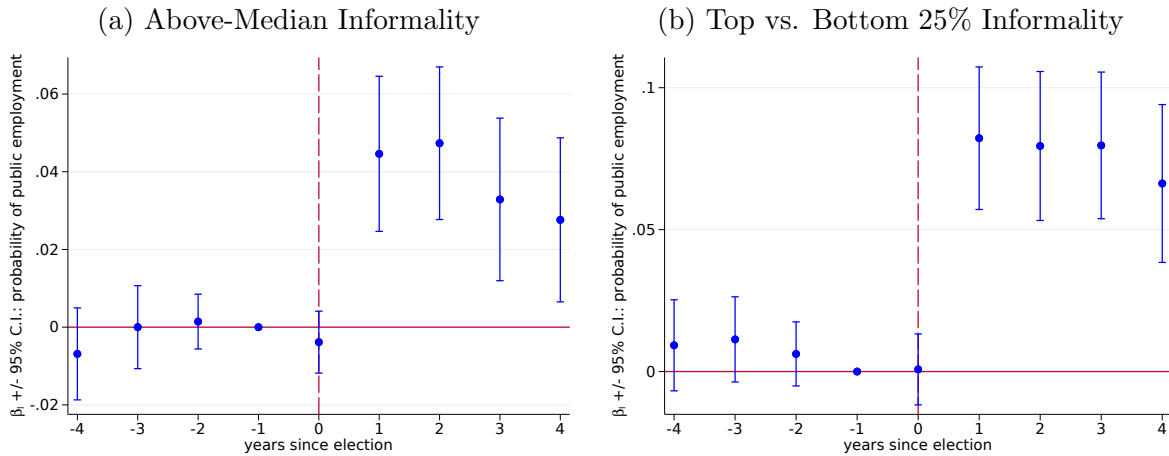 (a) Above-Median Informality
β_i +/- 95% C.I.: probability of public employment
.06
.04
.02
0
-.02
-4 -3 -2 -1 0 1 2 3 4
years since election
(b) Top vs. Bottom 25% Informality
β_i +/- 95% C.I.: probability of public employment
.1
.05
0
-4 -3 -2 -1 0 1 2 3 4
years since election